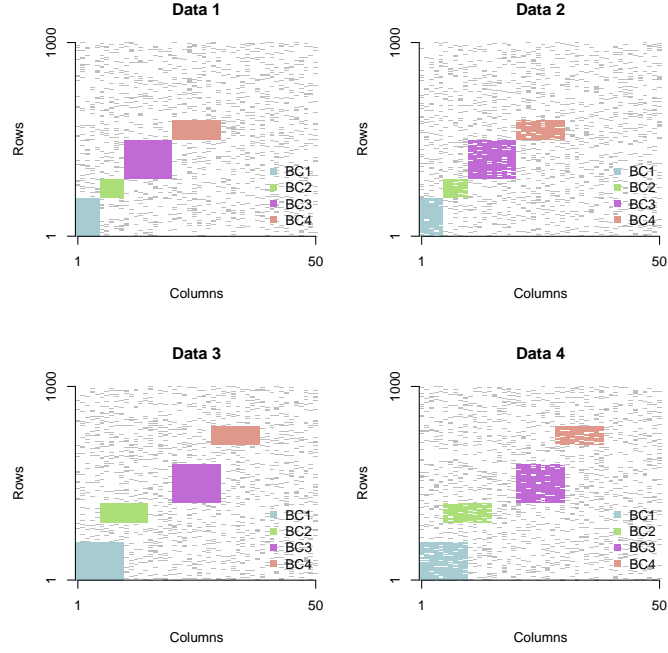 Data 1
1000
Rows
1
BC1
BC2
BC3
BC4
1
50
Columns
Data 2
1000
Rows
1
BC1
BC2
BC3
BC4
1
50
Columns
Data 3
1000
Rows
1
BC1
BC2
BC3
BC4
1
50
Columns
Data 4
1000
Rows
1
BC1
BC2
BC3
BC4
1
50
Columns